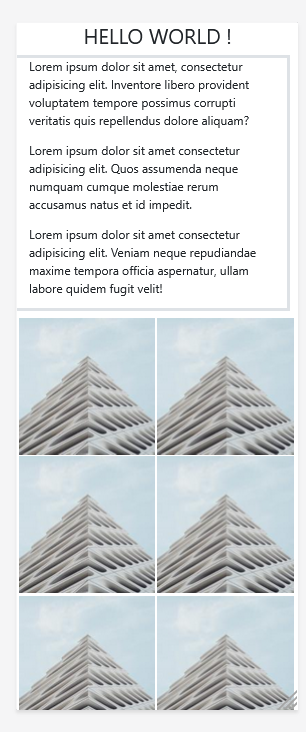 HELLO WORLD !
Lorem ipsum dolor sit amet, consectetur
adipisicing elit. Inventore libero provident
voluptatem tempore possimus corrupti
veritatis quis repellendus dolore aliquam?
Lorem ipsum dolor sit amet consectetur
adipisicing elit. Quos assumenda neque
numquam cumque molestiae rerum
accusamus natus et id impedit.
Lorem ipsum dolor sit amet consectetur
adipisicing elit. Veniam neque repudiandae
maxime tempora officia aspernatur, ullam
labore quidem fugit velit!